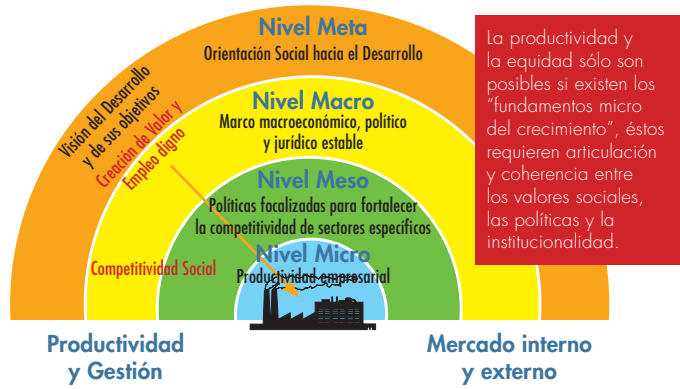 Nivel Meta
Orientación Social hacia el Desarrollo
Visión del Desarrollo
y de sus objetivos
Creación de Valor y
Empleo digno
Nivel Macro
Marco macroeconómico, político
y jurídico estable
Nivel Meso
Políticas focalizadas para fortalecer
la competitividad de sectores específicos
Nivel Micro
Productividad empresarial
Competitividad Social
Productividad
y Gestión
Mercado interno
y externo
La productividad y
la equidad sólo son
posibles si existen los
“fundamentos micro
del crecimiento”, éstos
requieren articulación
y coherencia entre
los valores sociales,
las políticas y la
institucionalidad.